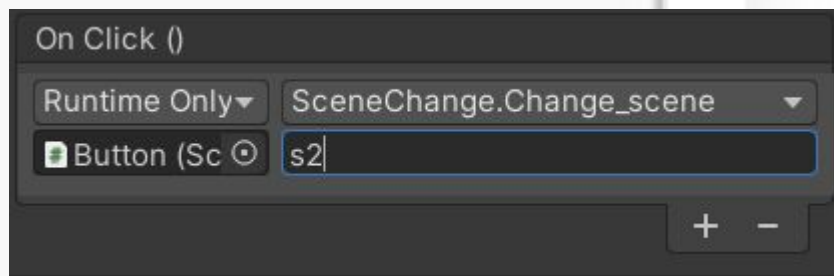 On Click ()
Runtime Only SceneChange.Change_scene
Button (Sc s2
+ -